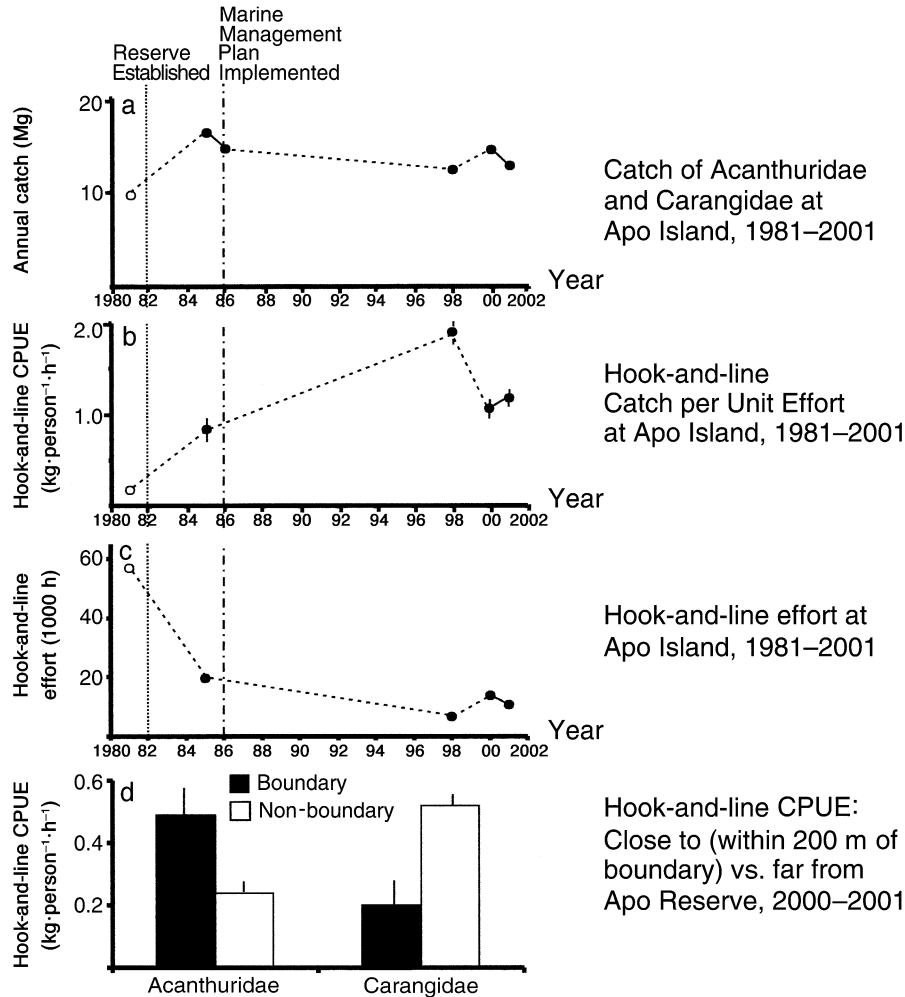 Reserve
Established
Marine
Management
Plan
Implemented
a
Annual catch (Mg)
20
10
1980 82 84 86 88 90 92 94 96 98 00 2002
Year
Catch of Acanthuridae
and Carangidae at
Apo Island, 1981–2001
b
Hook-and-line CPUE
(kg·person⁻¹·h⁻¹)
2.0
1.0
1980 82 84 86 88 90 92 94 96 98 00 2002
Year
Hook-and-line
Catch per Unit Effort
at Apo Island, 1981–2001
c
Hook-and-line
effort (1000 h)
60
40
20
1980 82 84 86 88 90 92 94 96 98 00 2002
Year
Hook-and-line effort at
Apo Island, 1981–2001
d
Hook-and-line CPUE
(kg·person⁻¹·h⁻¹)
0.6
0.4
0.2
Boundary
Non-boundary
Acanthuridae Carangidae
Hook-and-line CPUE:
Close to (within 200 m of
boundary) vs. far from
Apo Reserve, 2000–2001